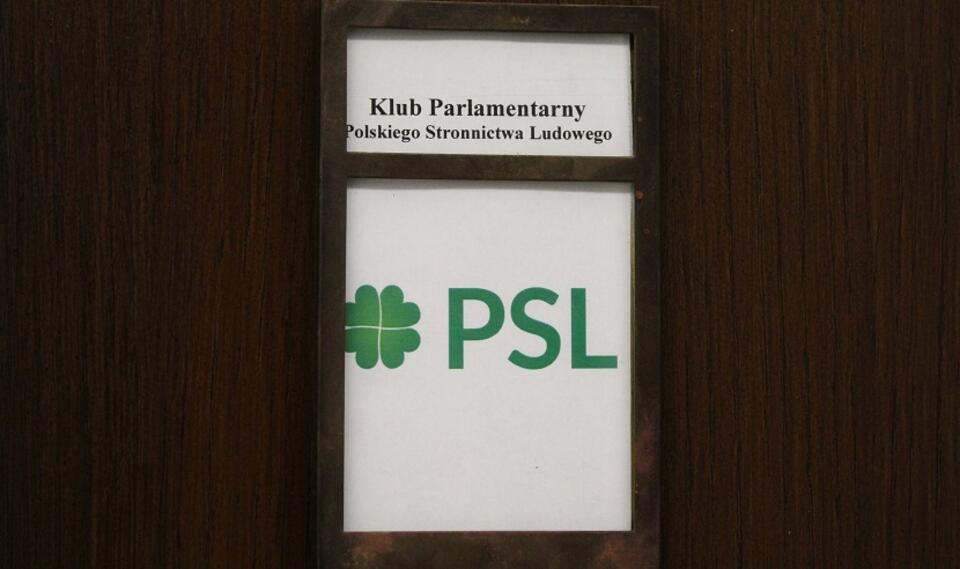 Klub Parlamentarny
Polskiego Stronnictwa Ludowego
PSL